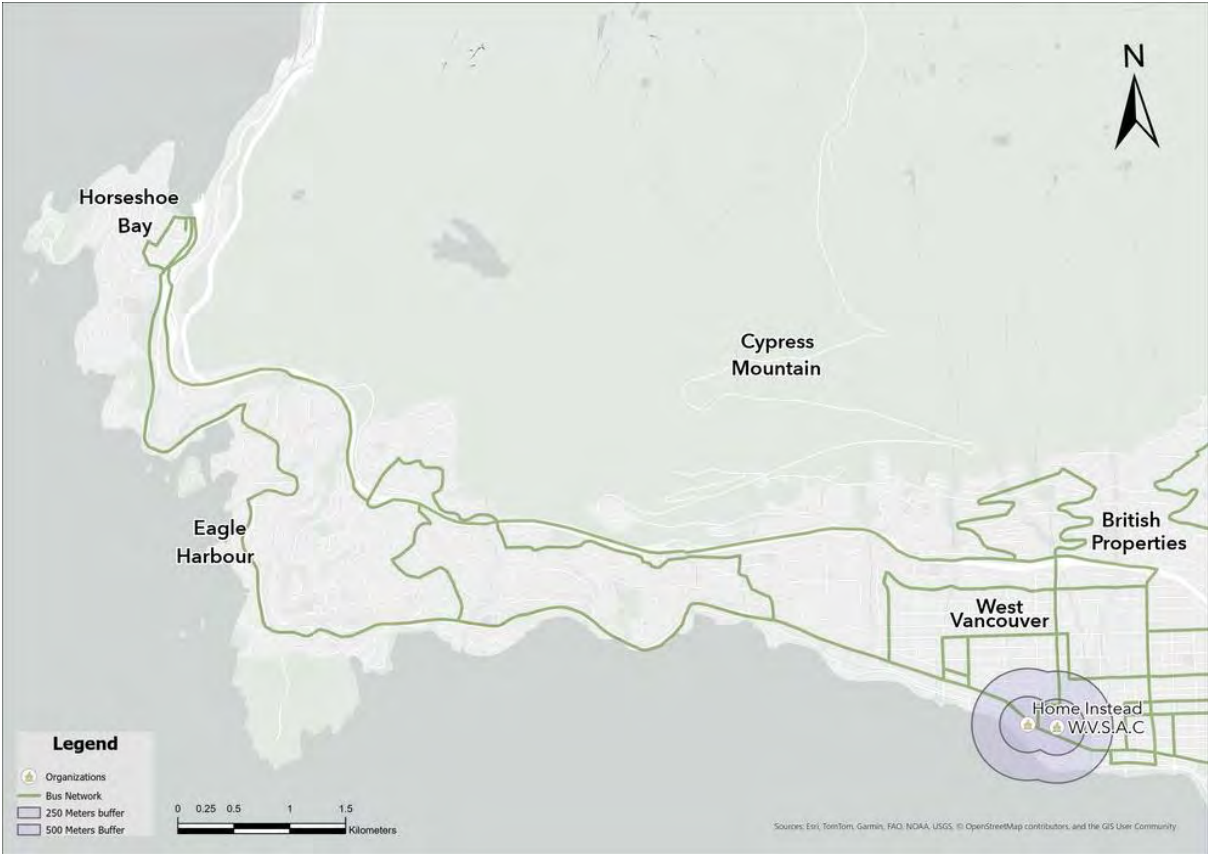 N
Horseshoe
Bay
Cypress
Mountain
Eagle
Harbour
British
Properties
West
Vancouver
Home Instead
W.V.S.A.C
Legend
Organizations
Bus Network
250 Meters buffer
500 Meters Buffer
0 0.25 0.5 1 1.5
Kilometers
Sources: Esri, TomTom, Garmin, FAO, NOAA, USGS, © OpenStreetMap contributors, and the GIS User Community